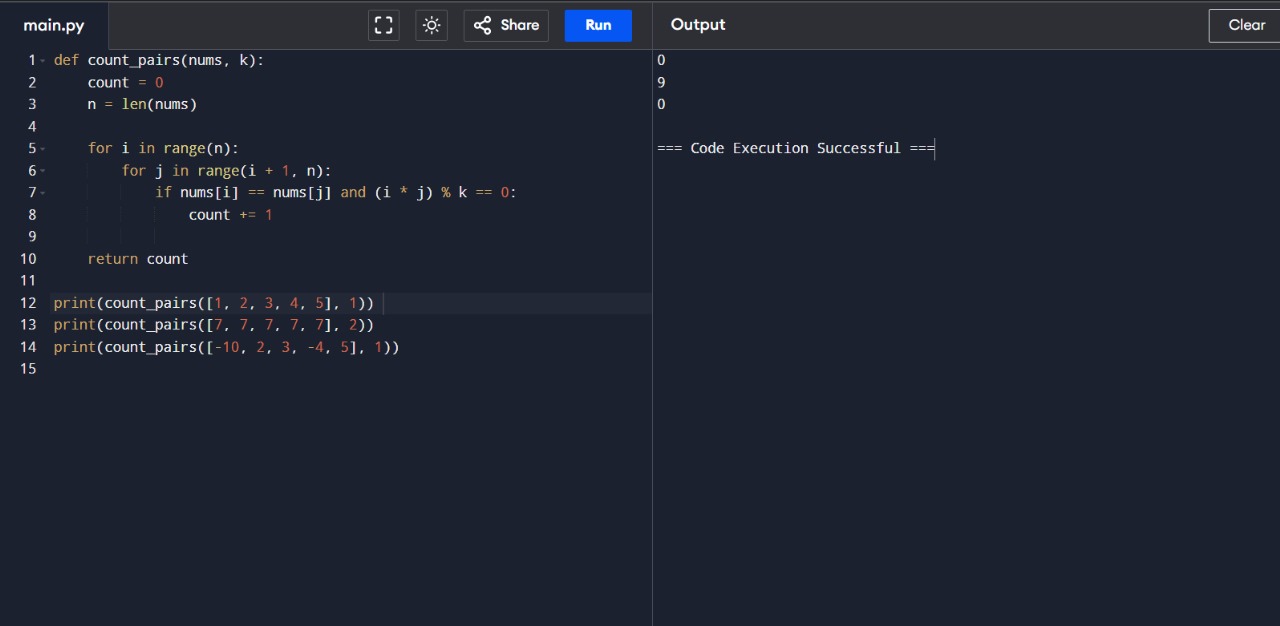 main.py
Share
Run
Output
Clear
1 def count_pairs(nums, k):
2     count = 0
3     n = len(nums)
4
5     for i in range(n):
6         for j in range(i + 1, n):
7             if nums[i] == nums[j] and (i * j) % k == 0:
8                 count += 1
9
10     return count
11
12 print(count_pairs([1, 2, 3, 4, 5], 1))
13 print(count_pairs([7, 7, 7, 7, 7], 2))
14 print(count_pairs([-10, 2, 3, -4, 5], 1))
15
0
9
0
=== Code Execution Successful ===